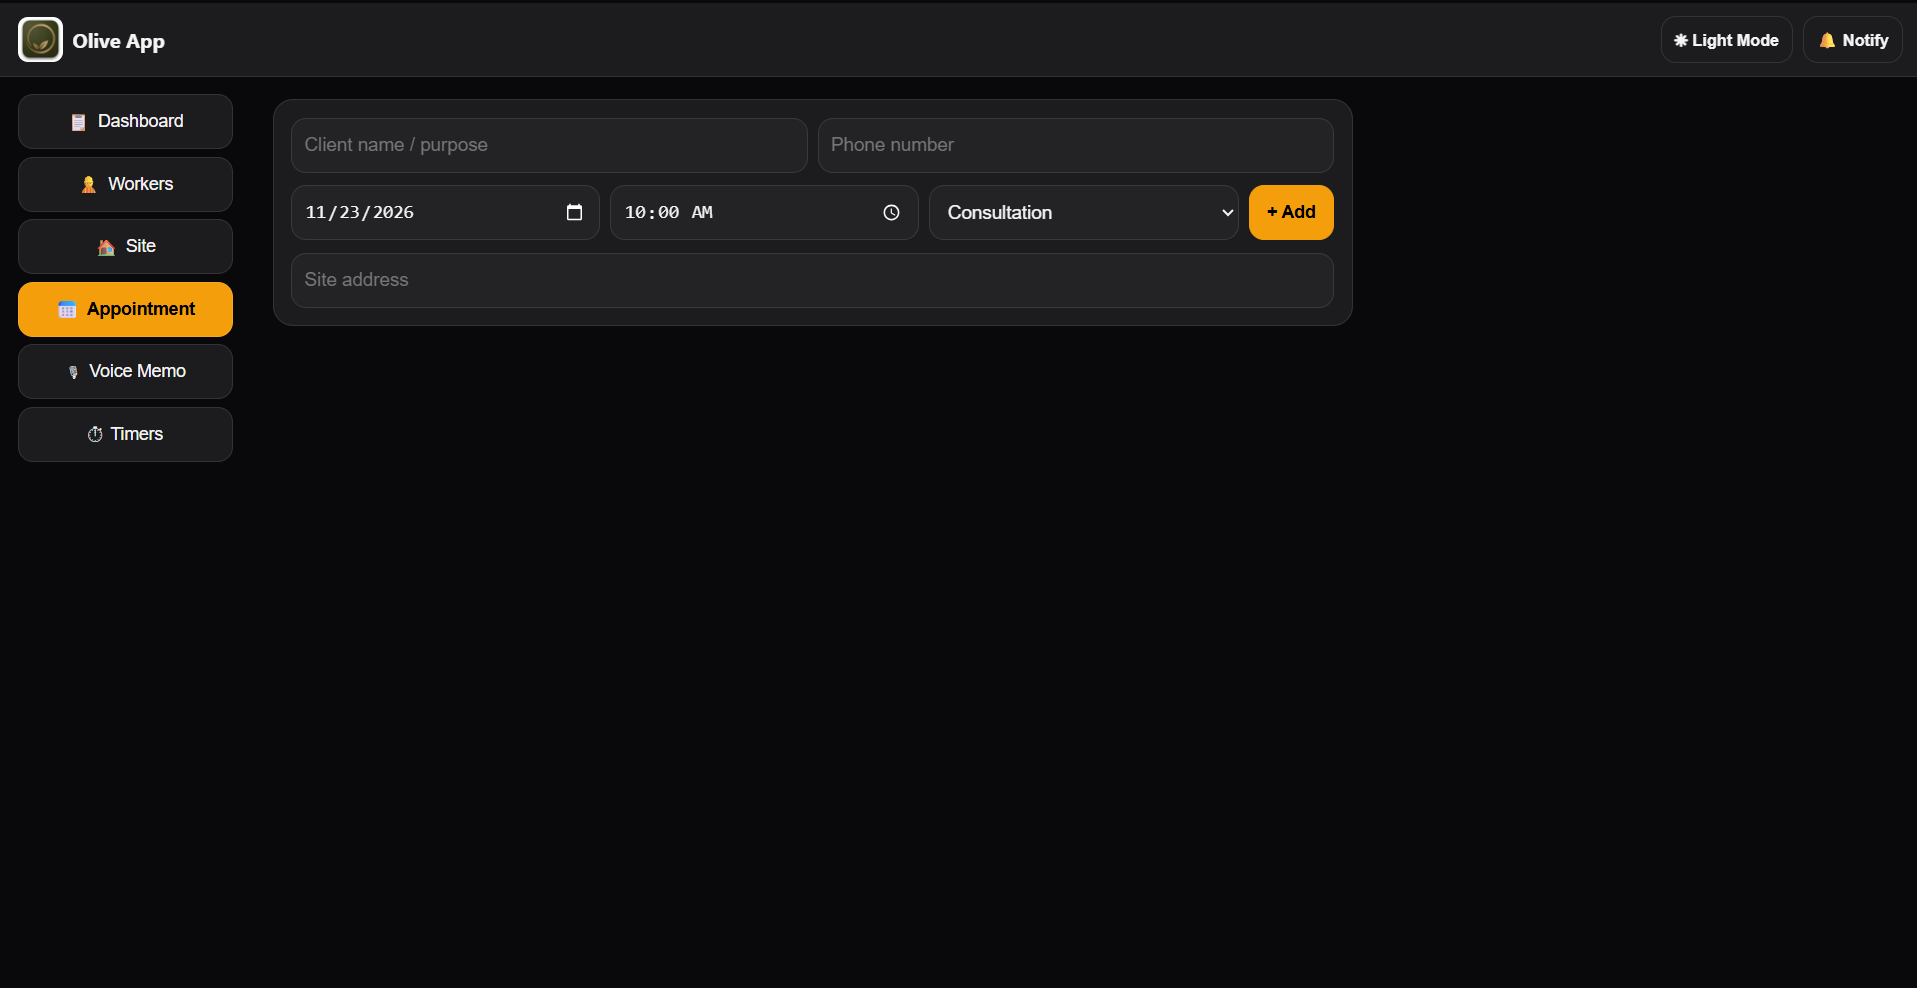 Olive App
☀ Light Mode
🔔 Notify
📋 Dashboard
👷 Workers
🏠 Site
📅 Appointment
🎙 Voice Memo
⏱ Timers
Client name / purpose
Phone number
11/23/2026
10:00 AM
Consultation
+ Add
Site address